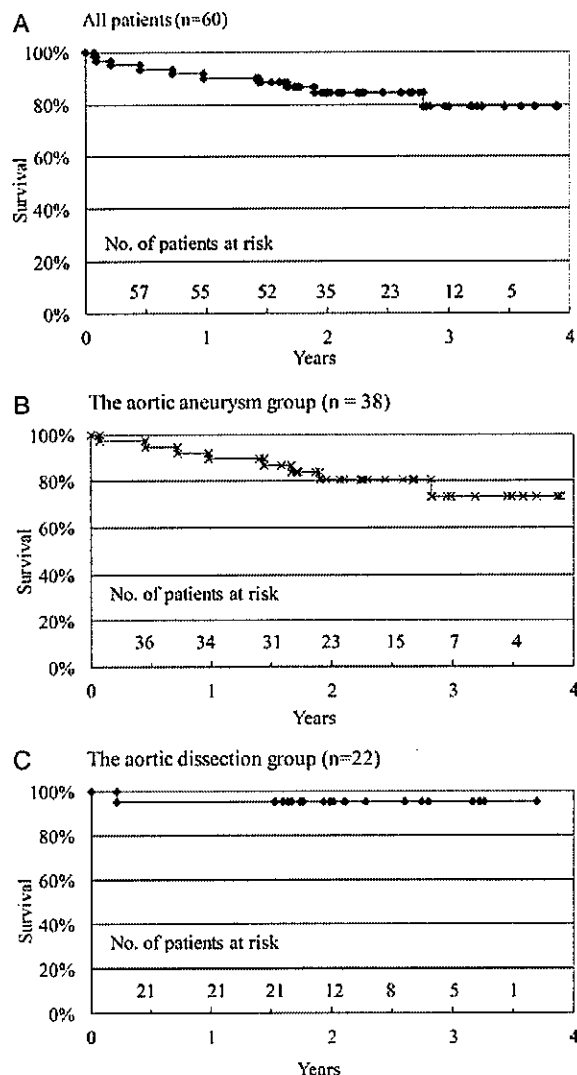 A
All patients (n=60)
100%
80%
60%
40%
20%
0%
Survival
No. of patients at risk
57 55 52 35 23 12 5
0 1 2 3 4
Years
B
The aortic aneurysm group (n = 38)
100%
80%
60%
40%
20%
0%
Survival
No. of patients at risk
36 34 31 23 15 7 4
0 1 2 3 4
Years
C
The aortic dissection group (n=22)
100%
80%
60%
40%
20%
0%
Survival
No. of patients at risk
21 21 21 12 8 5 1
0 1 2 3 4
Years